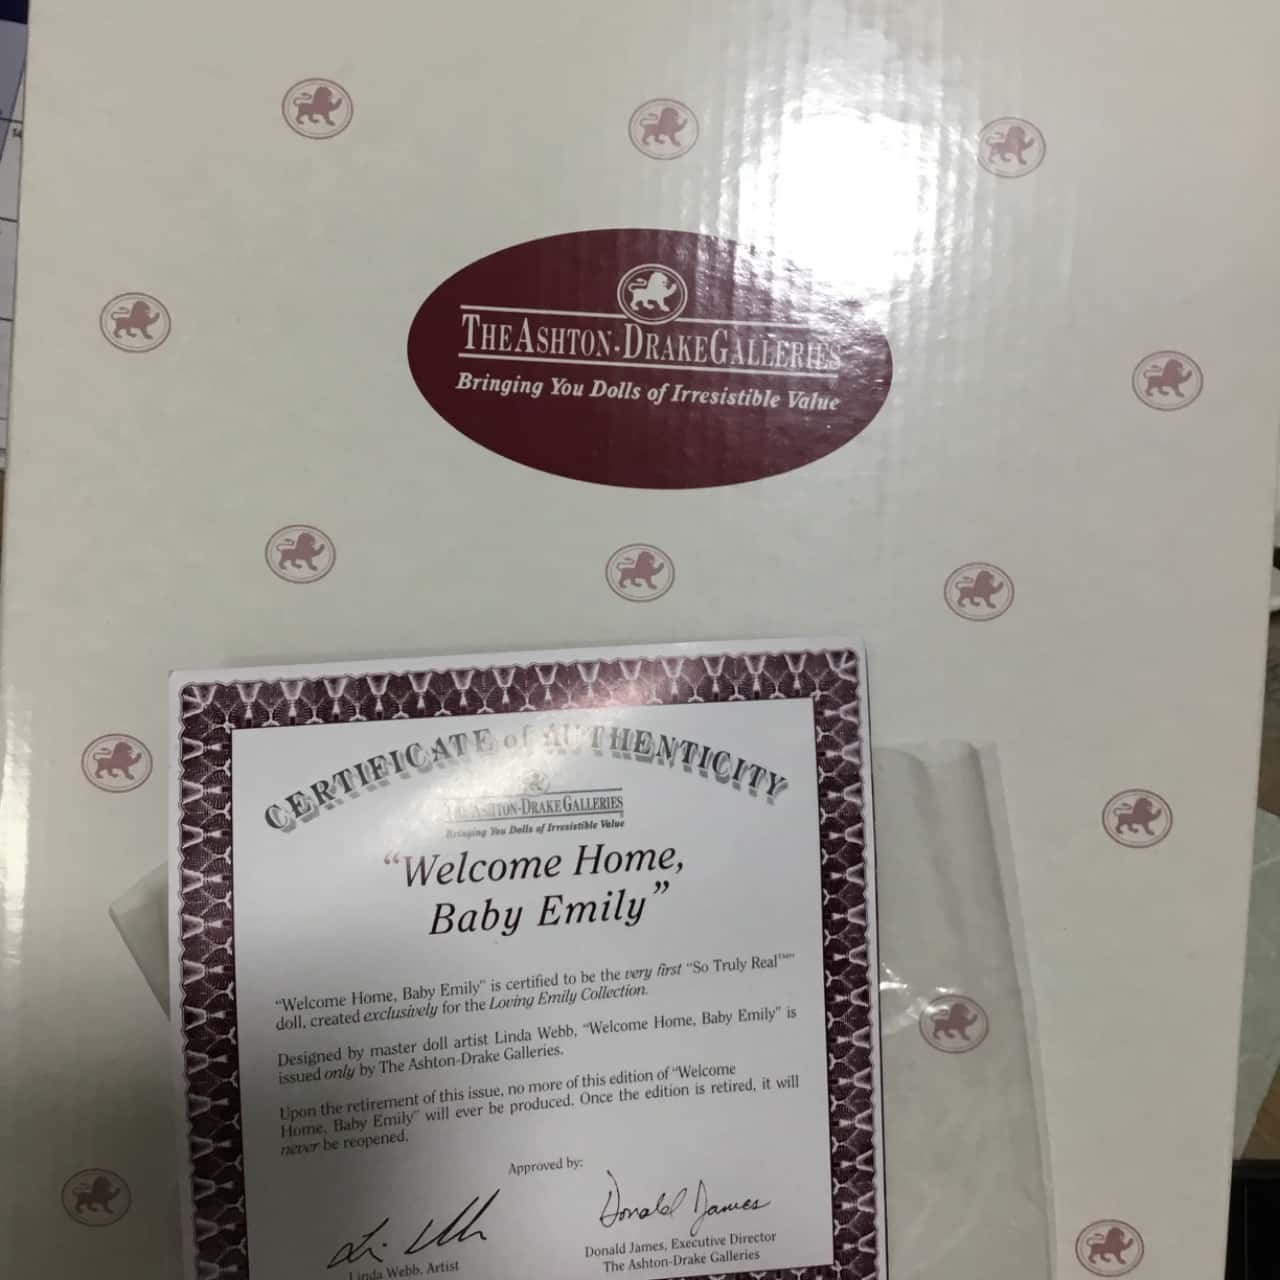 THE ASHTON-DRAKE GALLERIES
Bringing You Dolls of Irresistible Value
CERTIFICATE of AUTHENTICITY
THE ASHTON-DRAKE GALLERIES
Bringing You Dolls of Irresistible Value
“Welcome Home,
Baby Emily”
“Welcome Home, Baby Emily” is certified to be the very first “So Truly Real™”
doll, created exclusively for the Loving Emily Collection.
Designed by master doll artist Linda Webb, “Welcome Home, Baby Emily” is
issued only by The Ashton-Drake Galleries.
Upon the retirement of this issue, no more of this edition of “Welcome
Home, Baby Emily” will ever be produced. Once the edition is retired, it will
never be reopened.
Approved by:
Donald James
Linda Webb, Artist
Donald James, Executive Director
The Ashton-Drake Galleries